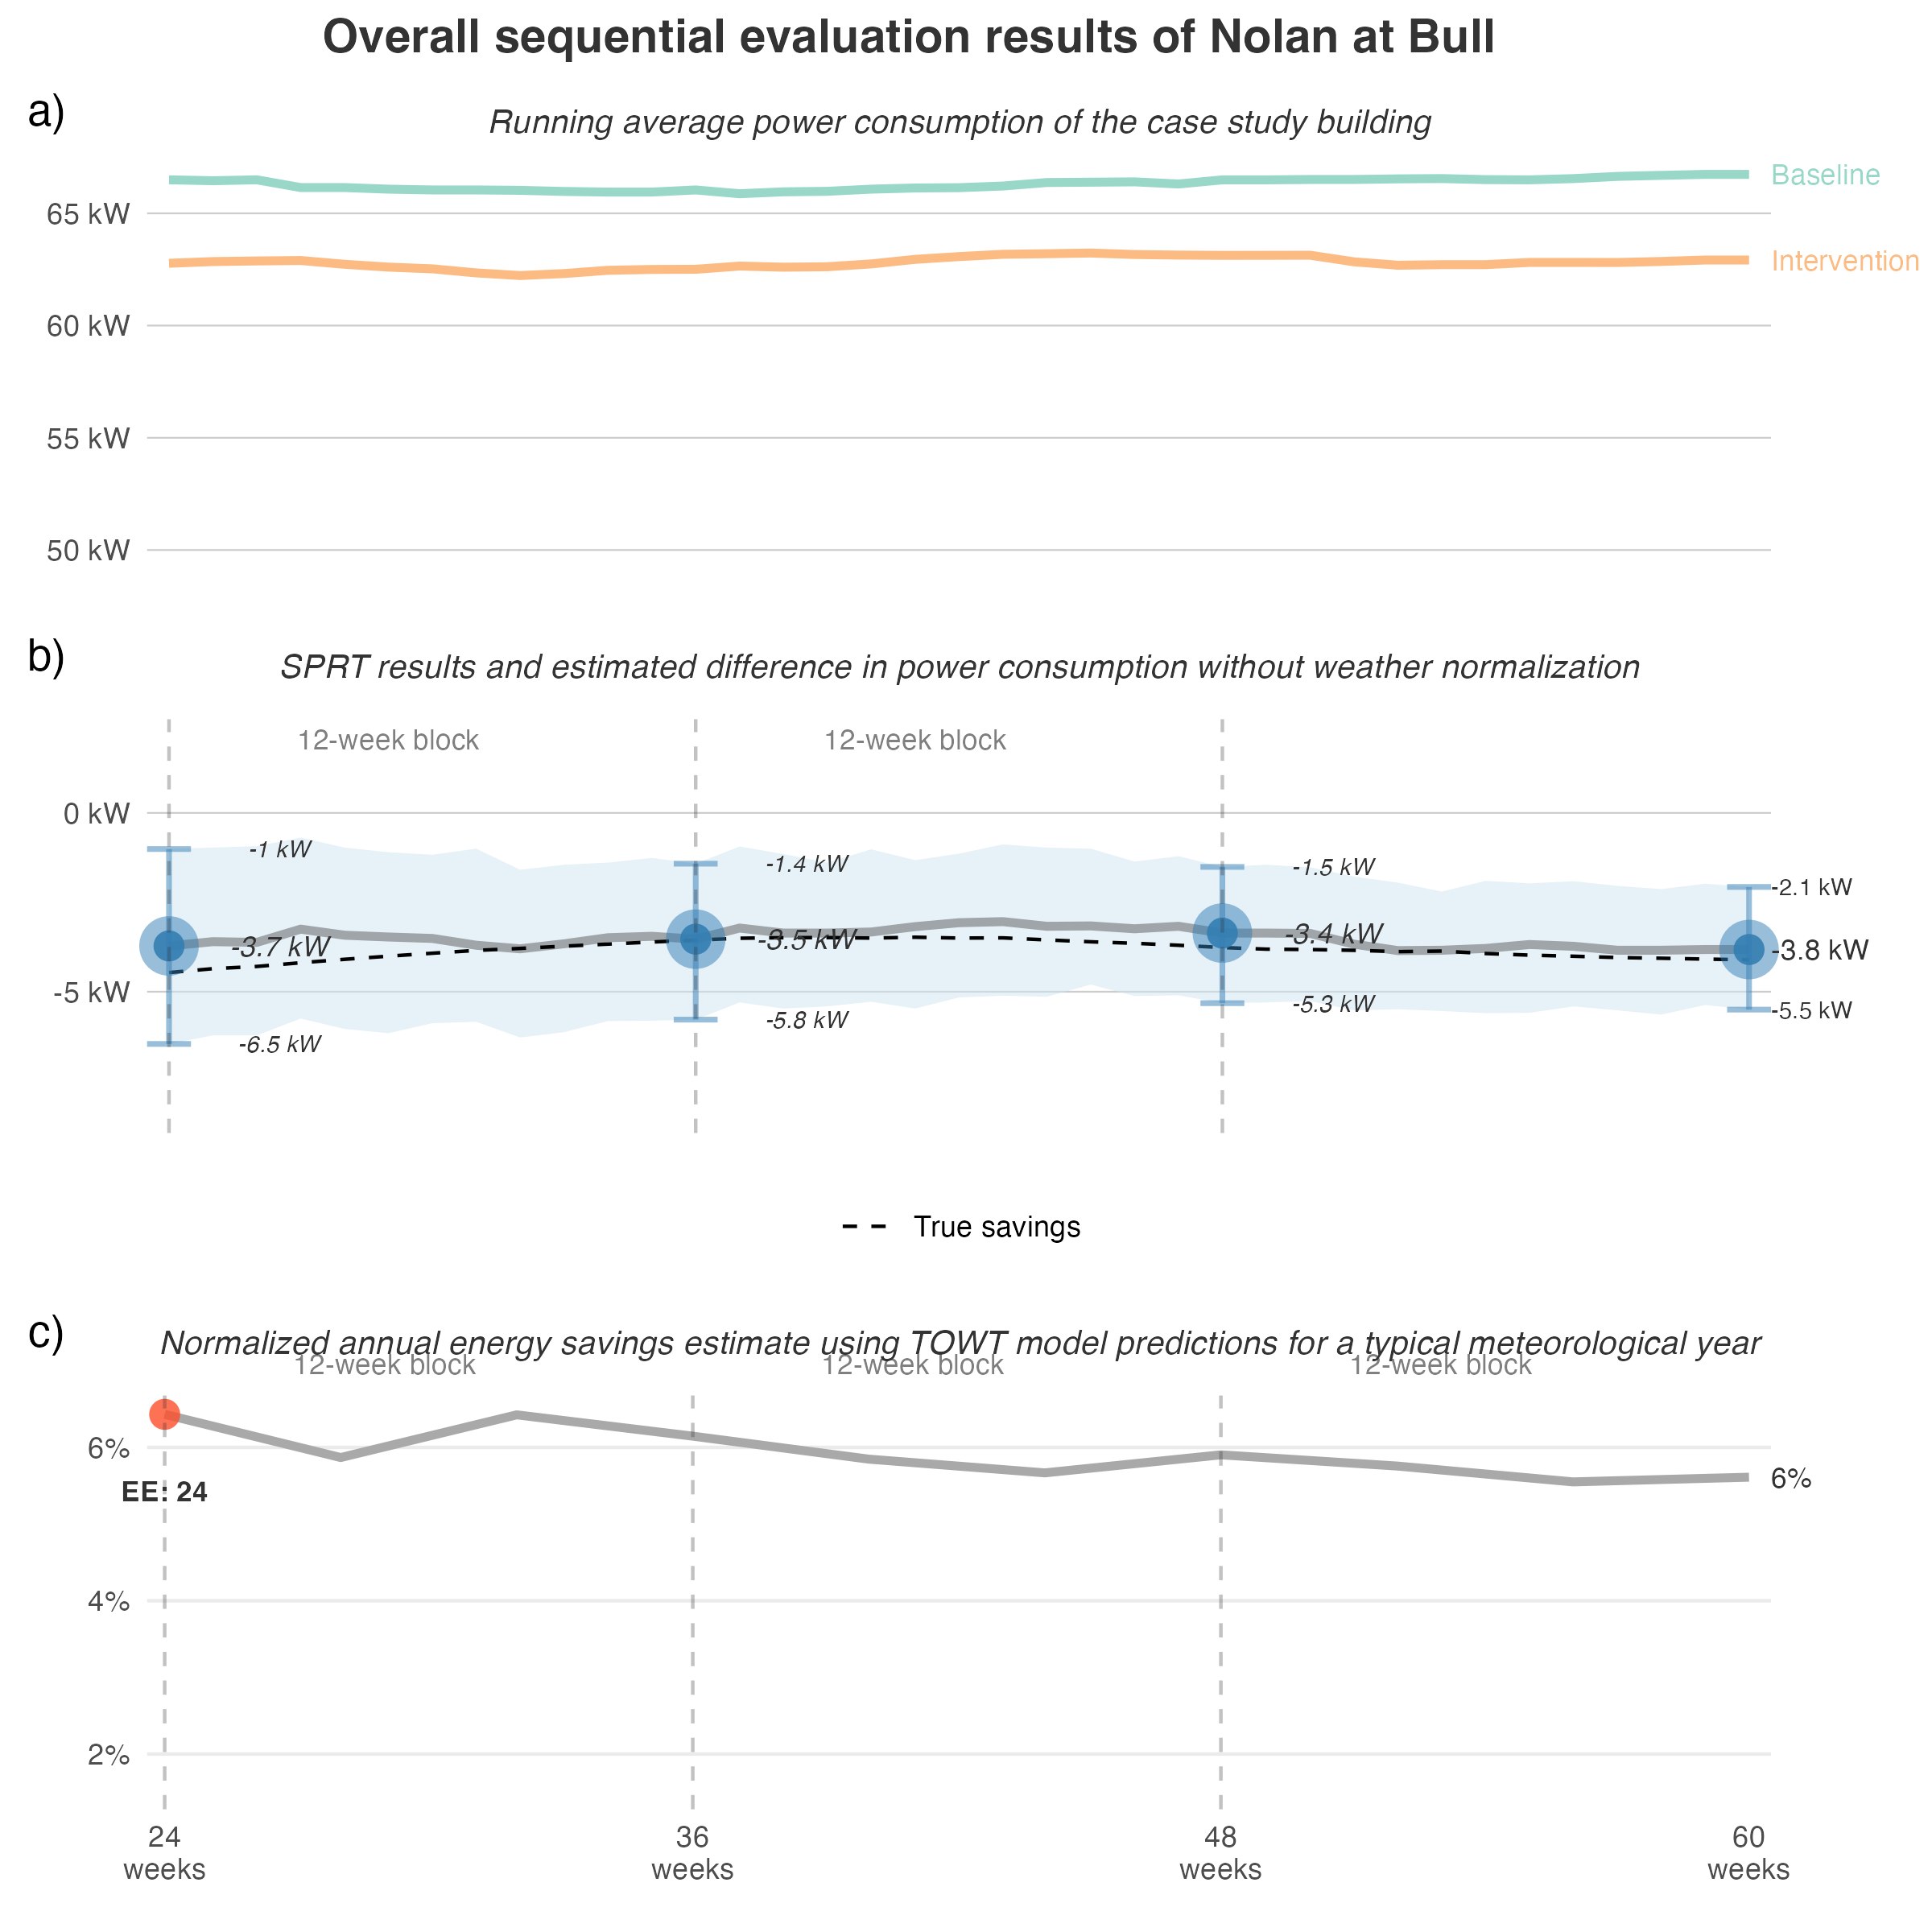 Overall sequential evaluation results of Nolan at Bull
a)
Running average power consumption of the case study building
Baseline
65 kW
Intervention
60 kW
55 kW
50 kW
b)
SPRT results and estimated difference in power consumption without weather normalization
12-week block 12-week block
0 kW
-1 kW -1.4 kW -1.5 kW -2.1 kW
-3.7 kW -3.5 kW -3.4 kW -3.8 kW
-5 kW
-6.5 kW -5.8 kW -5.3 kW -5.5 kW
True savings
c)
Normalized annual energy savings estimate using TOWT model predictions for a typical meteorological year
12-week block 12-week block 12-week block
6%
EE: 24
6%
4%
2%
24 36 48 60
weeks weeks weeks weeks